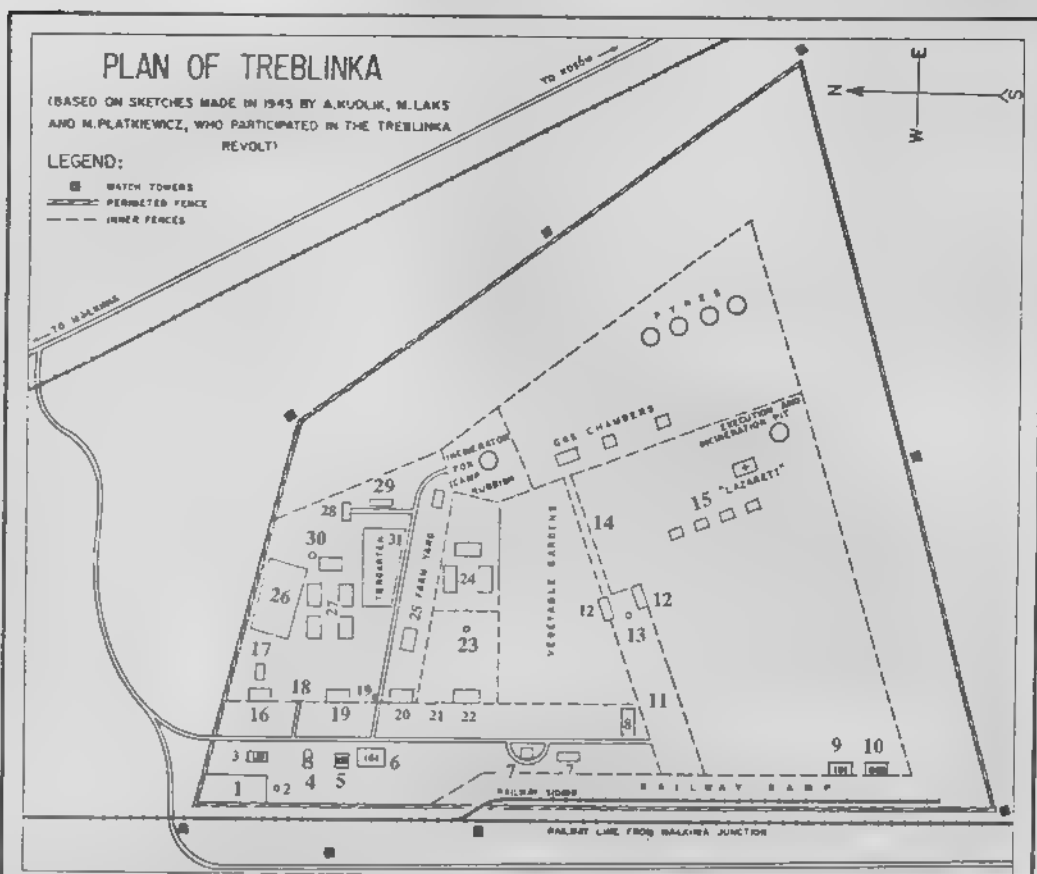 PLAN OF TREBLINKA
(BASED ON SKETCHES MADE IN 1945 BY A.KUDLIK, M.LAKS
AND M.PLATKIEWICZ, WHO PARTICIPATED IN THE TREBLINKA
REVOLT)
LEGEND:
WATCH TOWERS
PERIMETER FENCE
INNER FENCES
TO KOSÓW
N
E
S
W
TO MALKINIA
PYRES
GAS CHAMBERS
EXECUTION AND
INCINERATION PIT
INCINERATOR
FOR
CAMP
RUBBISH
15 "LAZARETT"
29
28
30
TIERGARTEN
31
14
26
27
25 FARM YARD
24
VEGETABLE GARDENS
12
12
13
23
17
18
19
11
16
19
20
21
22
8
3
4
5
6
7
7
9
10
1
2
RAILWAY RAMP
RAILWAY SIDING
RAILWAY LINE FROM MALKINIA JUNCTION